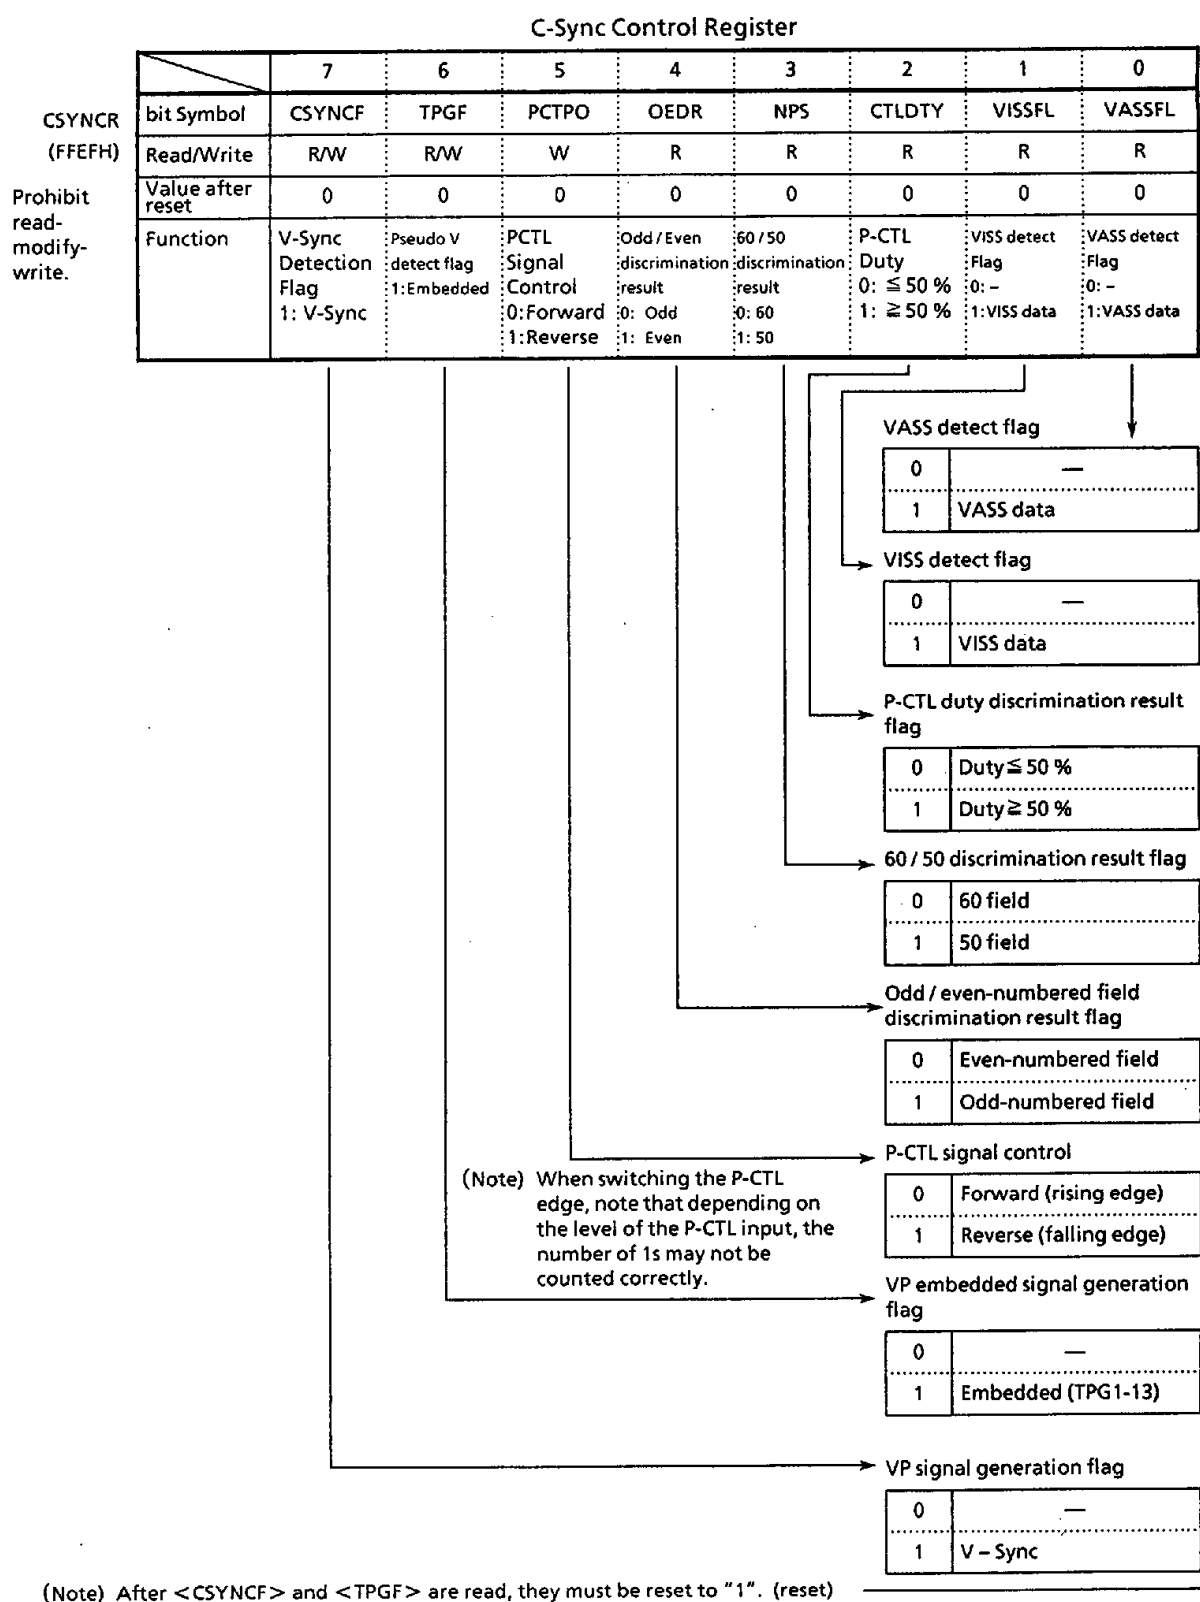 C-Sync Control Register
7 6 5 4 3 2 1 0
CSYNCR
(FFEFH)
Prohibit
read-
modify-
write.
bit Symbol CSYNCF TPGF PCTPO OEDR NPS CTLDTY VISSFL VASSFL
Read/Write R/W R/W W R R R R R
Value after
reset 0 0 0 0 0 0 0 0
Function
V-Sync
Detection
Flag
1: V-Sync
Pseudo V
detect flag
1:Embedded
PCTL
Signal
Control
0:Forward
1:Reverse
Odd / Even
discrimination
result
0: Odd
1: Even
60 / 50
discrimination
result
0: 60
1: 50
P-CTL
Duty
0: ≦ 50 %
1: ≧ 50 %
VISS detect
Flag
0: –
1:VISS data
VASS detect
Flag
0: –
1:VASS data
VASS detect flag
0 —
1 VASS data
VISS detect flag
0 —
1 VISS data
P-CTL duty discrimination result
flag
0 Duty ≦ 50 %
1 Duty ≧ 50 %
60 / 50 discrimination result flag
0 60 field
1 50 field
Odd / even-numbered field
discrimination result flag
0 Even-numbered field
1 Odd-numbered field
P-CTL signal control
0 Forward (rising edge)
1 Reverse (falling edge)
(Note) When switching the P-CTL
edge, note that depending on
the level of the P-CTL input, the
number of 1s may not be
counted correctly.
VP embedded signal generation
flag
0 —
1 Embedded (TPG1-13)
VP signal generation flag
0 —
1 V – Sync
(Note) After <CSYNCF> and <TPGF> are read, they must be reset to "1". (reset)